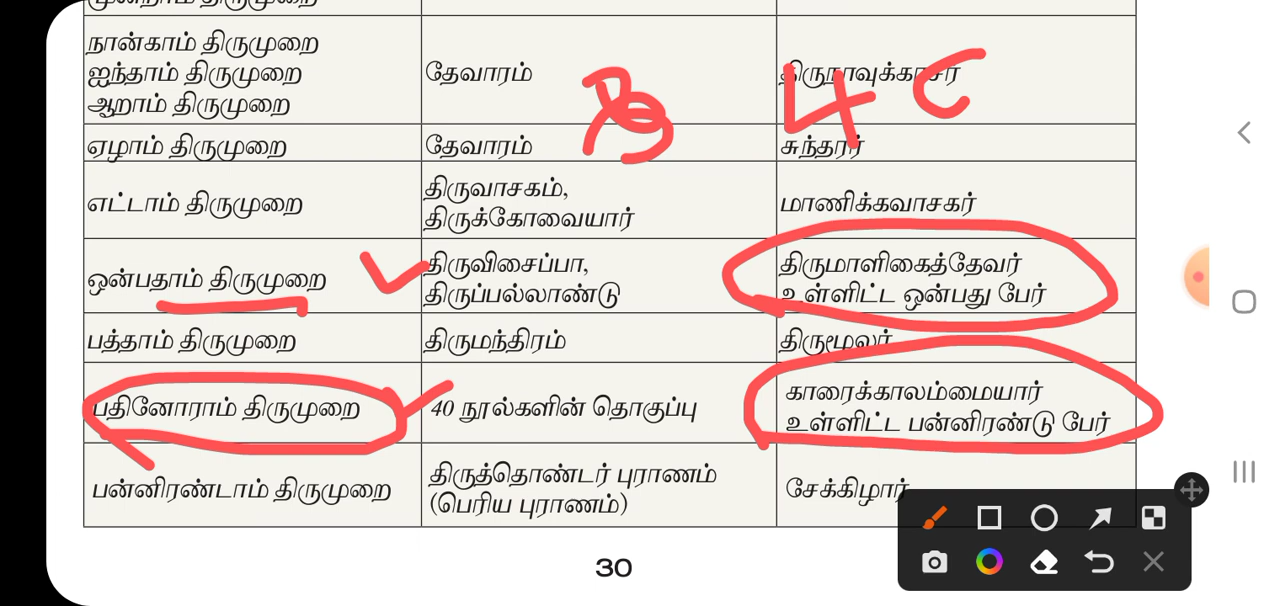 மூன்றாம் திருமுறை
நான்காம் திருமுறை
ஐந்தாம் திருமுறை
ஆறாம் திருமுறை
தேவாரம்
திருநாவுக்கரசர்
B 4 C
ஏழாம் திருமுறை
தேவாரம்
சுந்தரர்
எட்டாம் திருமுறை
திருவாசகம்,
திருக்கோவையார்
மாணிக்கவாசகர்
ஒன்பதாம் திருமுறை
திருவிசைப்பா,
திருப்பல்லாண்டு
திருமாளிகைத்தேவர்
உள்ளிட்ட ஒன்பது பேர்
பத்தாம் திருமுறை
திருமந்திரம்
திருமூலர்
பதினோராம் திருமுறை
40 நூல்களின் தொகுப்பு
காரைக்காலம்மையார்
உள்ளிட்ட பன்னிரண்டு பேர்
பன்னிரண்டாம் திருமுறை
திருத்தொண்டர் புராணம்
(பெரிய புராணம்)
சேக்கிழார்
30